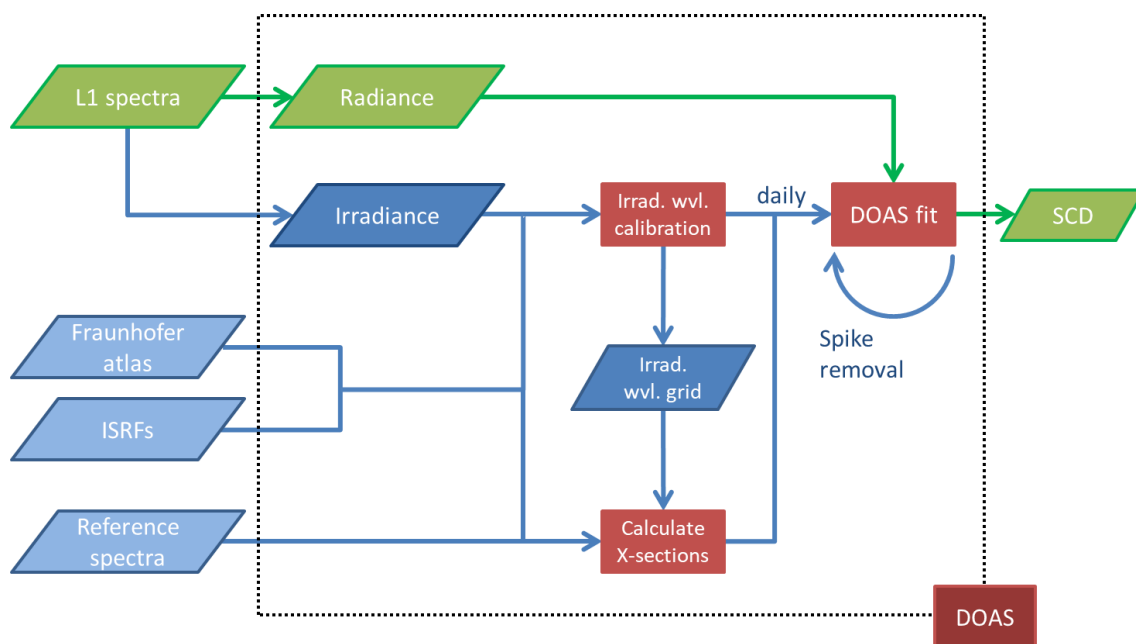 L1 spectra
Radiance
Irradiance
Irrad. wvl.
calibration
daily
DOAS fit
SCD
Fraunhofer
atlas
Irrad.
wvl. grid
Spike
removal
ISRFs
Reference
spectra
Calculate
X-sections
DOAS